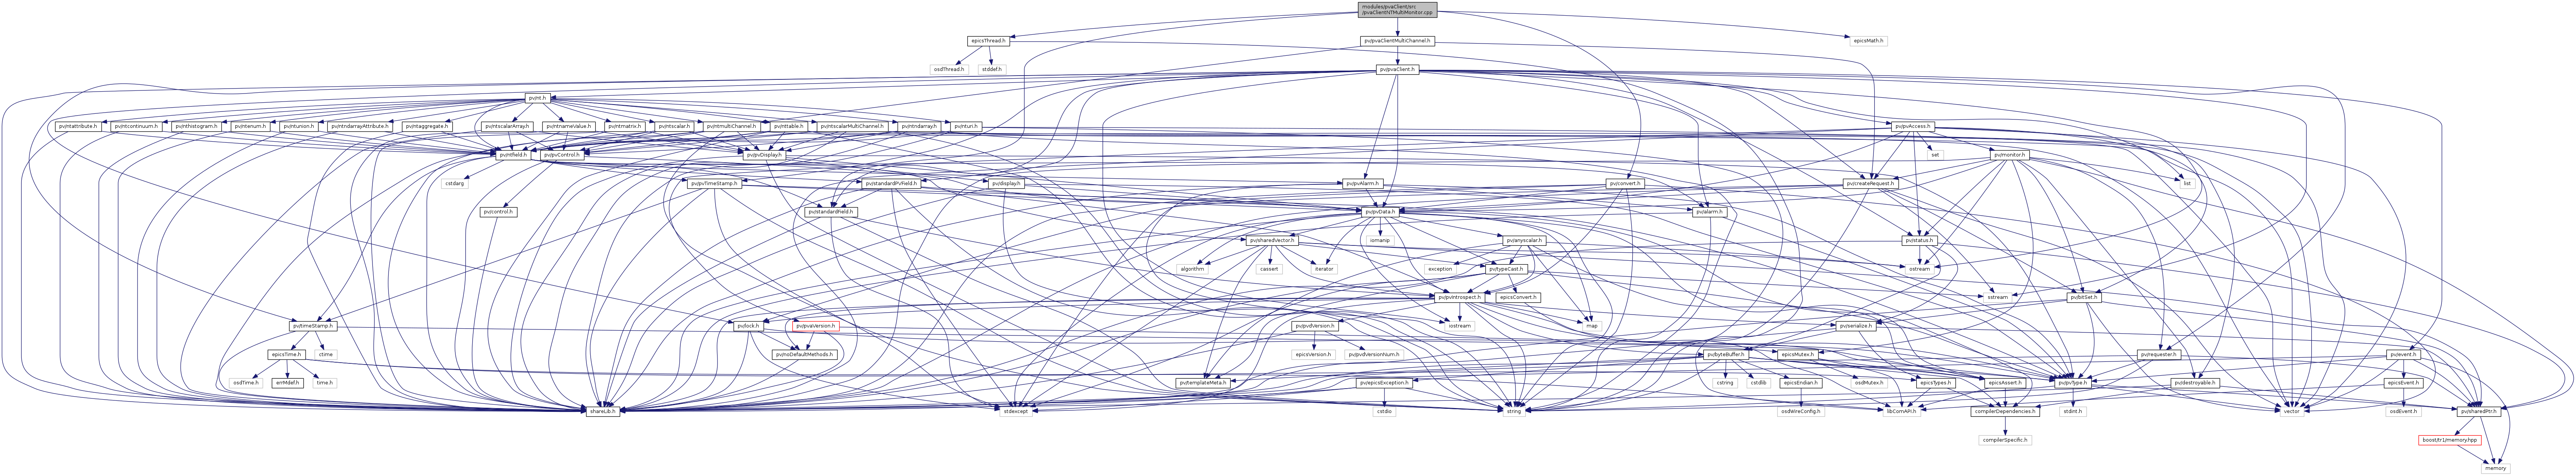 modules/pvaClient/src
/pvaClientNTMultiMonitor.cpp
epicsThread.h
pv/pvaClientMultiChannel.h
epicsMath.h
osdThread.h
stddef.h
pv/pvaClient.h
pv/nt.h
pv/ntattribute.h
pv/ntcontinuum.h
pv/nthistogram.h
pv/ntenum.h
pv/ntunion.h
pv/ntndarrayAttribute.h
pv/ntaggregate.h
pv/ntscalarArray.h
pv/ntnameValue.h
pv/ntmatrix.h
pv/ntscalar.h
pv/ntmultiChannel.h
pv/nttable.h
pv/ntscalarMultiChannel.h
pv/ntndarray.h
pv/nturi.h
pv/pvAccess.h
pv/ntfield.h
pv/pvControl.h
pv/pvDisplay.h
set
pv/monitor.h
cstdarg
pv/pvTimeStamp.h
pv/standardPVField.h
pv/display.h
pv/pvAlarm.h
pv/convert.h
pv/createRequest.h
list
pv/control.h
pv/standardField.h
pv/pvData.h
pv/alarm.h
pv/sharedVector.h
iomanip
pv/anyscalar.h
pv/status.h
algorithm
cassert
iterator
exception
pv/typeCast.h
ostream
pv/pvIntrospect.h
epicsConvert.h
sstream
pv/bitSet.h
pv/timeStamp.h
pv/lock.h
pv/pvaVersion.h
pv/pvdVersion.h
iostream
map
pv/serialize.h
epicsTime.h
ctime
pv/noDefaultMethods.h
epicsVersion.h
pv/pvdVersionNum.h
pv/byteBuffer.h
epicsMutex.h
pv/requester.h
pv/event.h
osdTime.h
errMdef.h
time.h
pv/templateMeta.h
pv/epicsException.h
cstring
cstdlib
epicsEndian.h
osdMutex.h
epicsTypes.h
epicsAssert.h
pv/pvType.h
pv/destroyable.h
epicsEvent.h
shareLib.h
stdexcept
cstdio
string
osdWireConfig.h
libComAPI.h
compilerDependencies.h
stdint.h
vector
osdEvent.h
pv/sharedPtr.h
compilerSpecific.h
boost/tr1/memory.hpp
memory